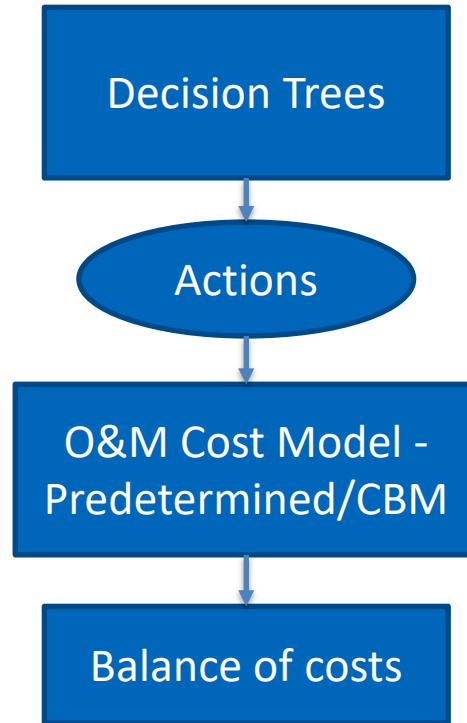 Decision Trees
Actions
O&M Cost Model -
Predetermined/CBM
Balance of costs